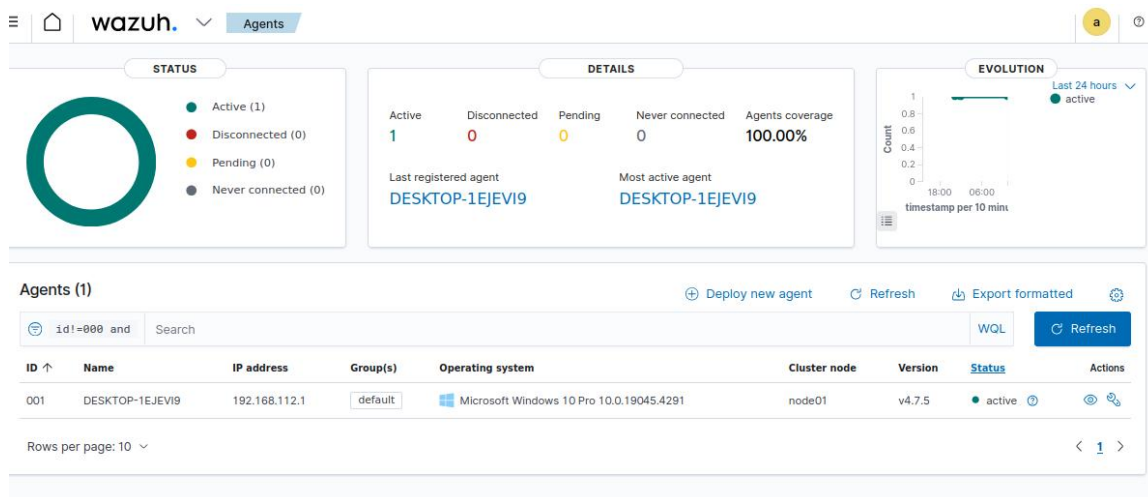 wazuh. Agents a
STATUS
Active (1)
Disconnected (0)
Pending (0)
Never connected (0)
DETAILS
Active Disconnected Pending Never connected Agents coverage
1 0 0 0 100.00%
Last registered agent Most active agent
DESKTOP-1EJEVI9 DESKTOP-1EJEVI9
EVOLUTION
Last 24 hours
active
Count
1
0.8
0.6
0.4
0.2
0
18:00 06:00
timestamp per 10 minu
Agents (1) Deploy new agent Refresh Export formatted
id!=000 and Search WQL Refresh
ID Name IP address Group(s) Operating system Cluster node Version Status Actions
001 DESKTOP-1EJEVI9 192.168.112.1 default Microsoft Windows 10 Pro 10.0.19045.4291 node01 v4.7.5 active
Rows per page: 10 < 1 >